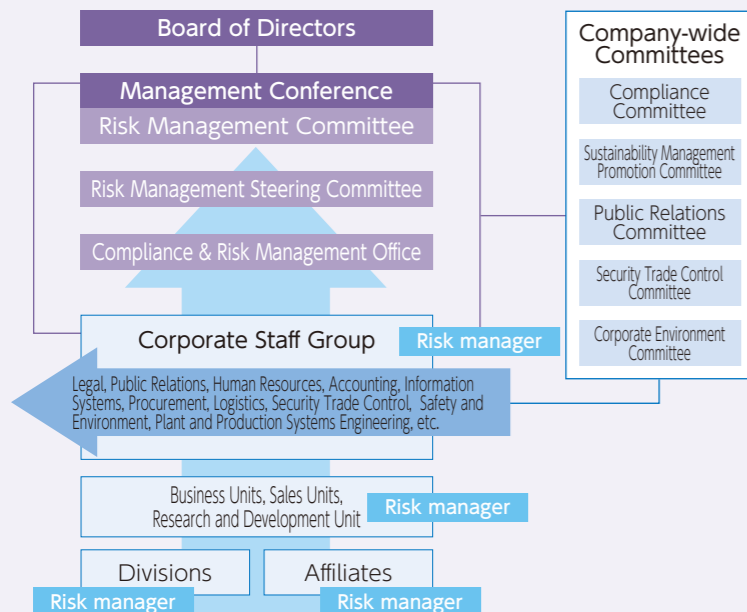 Board of Directors
Management Conference
Risk Management Committee
Risk Management Steering Committee
Compliance & Risk Management Office
Corporate Staff Group
Risk manager
Legal, Public Relations, Human Resources, Accounting, Information
Systems, Procurement, Logistics, Security Trade Control, Safety and
Environment, Plant and Production Systems Engineering, etc.
Business Units, Sales Units,
Research and Development Unit
Risk manager
Divisions
Risk manager
Affiliates
Risk manager
Company-wide
Committees
Compliance
Committee
Sustainability Management
Promotion Committee
Public Relations
Committee
Security Trade Control
Committee
Corporate Environment
Committee